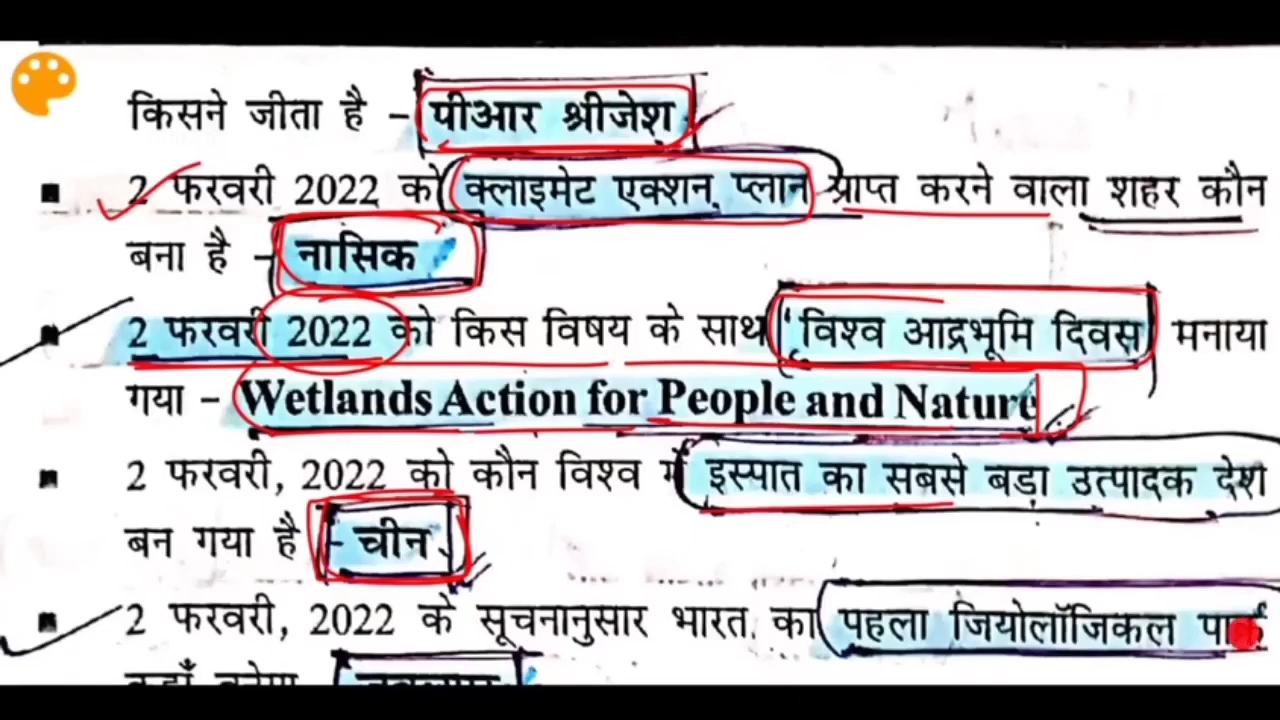 किसने जीता है – पीआर श्रीजेश
2 फरवरी 2022 को क्लाइमेट एक्शन प्लान प्राप्त करने वाला शहर कौन
बना है – नासिक
2 फरवरी 2022 को किस विषय के साथ ‘विश्व आद्रभूमि दिवस मनाया
गया – Wetlands Action for People and Nature
2 फरवरी, 2022 को कौन विश्व में इस्पात का सबसे बड़ा उत्पादक देश
बन गया है – चीन
2 फरवरी, 2022 के सूचनानुसार भारत का पहला जियोलॉजिकल पार्क